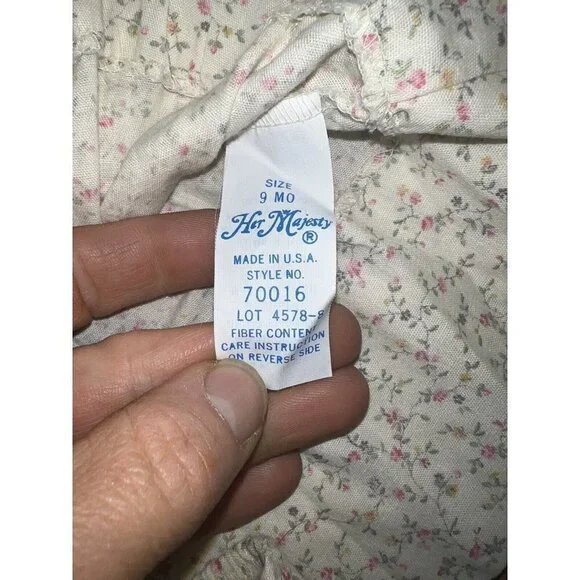 SIZE
9 MO
Her Majesty ®
MADE IN U.S.A.
STYLE NO.
70016
LOT 4578-8
FIBER CONTENT
CARE INSTRUCTION
ON REVERSE SIDE